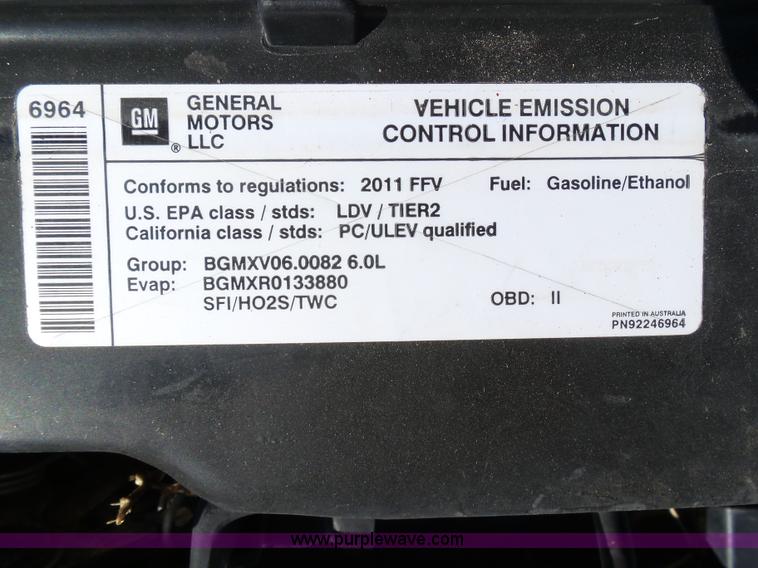 6964
GM
®
GENERAL
MOTORS
LLC
VEHICLE EMISSION
CONTROL INFORMATION
Conforms to regulations: 2011 FFV
Fuel: Gasoline/Ethanol
U.S. EPA class / stds: LDV / TIER2
California class / stds: PC/ULEV qualified
Group: BGMXV06.0082 6.0L
Evap: BGMXR0133880
SFI/HO2S/TWC
OBD: II
PRINTED IN AUSTRALIA
PN92246964
www.purplewave.com